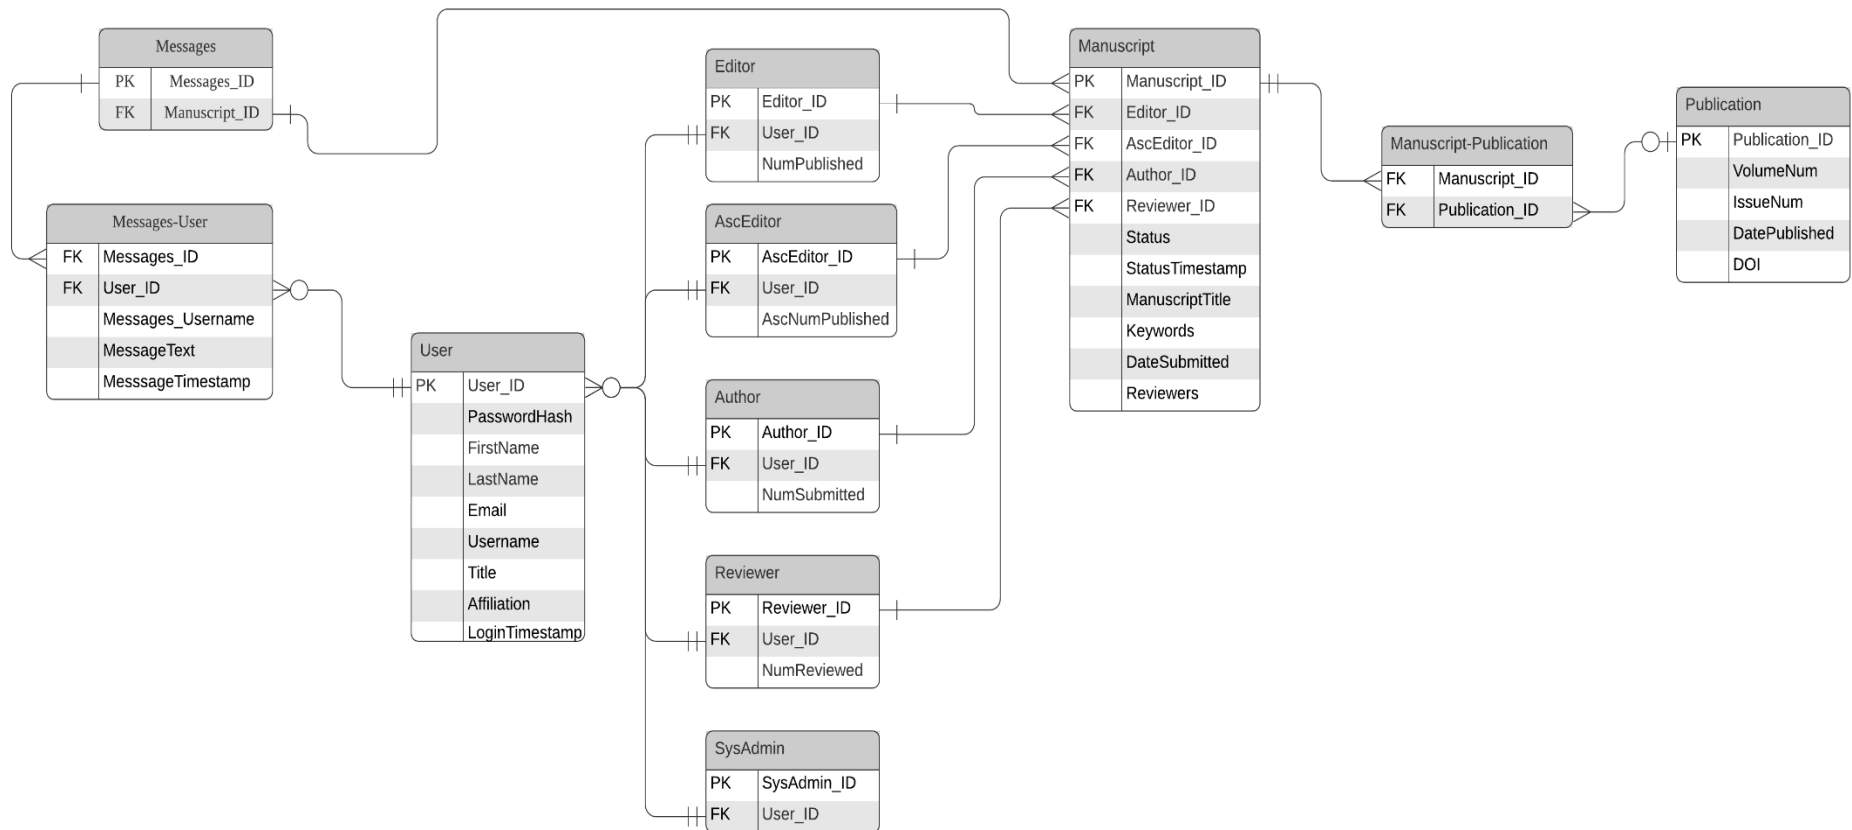 Messages
PK Messages_ID
FK Manuscript_ID
Messages-User
FK Messages_ID
FK User_ID
Messages_Username
MessageText
MesssageTimestamp
User
PK User_ID
PasswordHash
FirstName
LastName
Email
Username
Title
Affiliation
LoginTimestamp
Editor
PK Editor_ID
FK User_ID
NumPublished
AscEditor
PK AscEditor_ID
FK User_ID
AscNumPublished
Author
PK Author_ID
FK User_ID
NumSubmitted
Reviewer
PK Reviewer_ID
FK User_ID
NumReviewed
SysAdmin
PK SysAdmin_ID
FK User_ID
Manuscript
PK Manuscript_ID
FK Editor_ID
FK AscEditor_ID
FK Author_ID
FK Reviewer_ID
Status
StatusTimestamp
ManuscriptTitle
Keywords
DateSubmitted
Reviewers
Manuscript-Publication
FK Manuscript_ID
FK Publication_ID
Publication
PK Publication_ID
VolumeNum
IssueNum
DatePublished
DOI